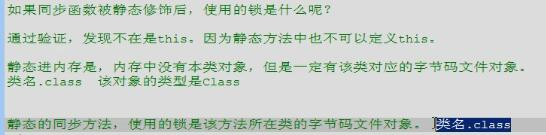 如果同步函数被静态修饰后，使用的锁是什么呢？
通过验证，发现不在是this。因为静态方法中也不可以定义this。
静态进内存是，内存中没有本类对象，但是一定有该类对应的字节码文件对象。
类名.class 该对象的类型是Class
静态的同步方法，使用的锁是该方法所在类的字节码文件对象。 类名.class